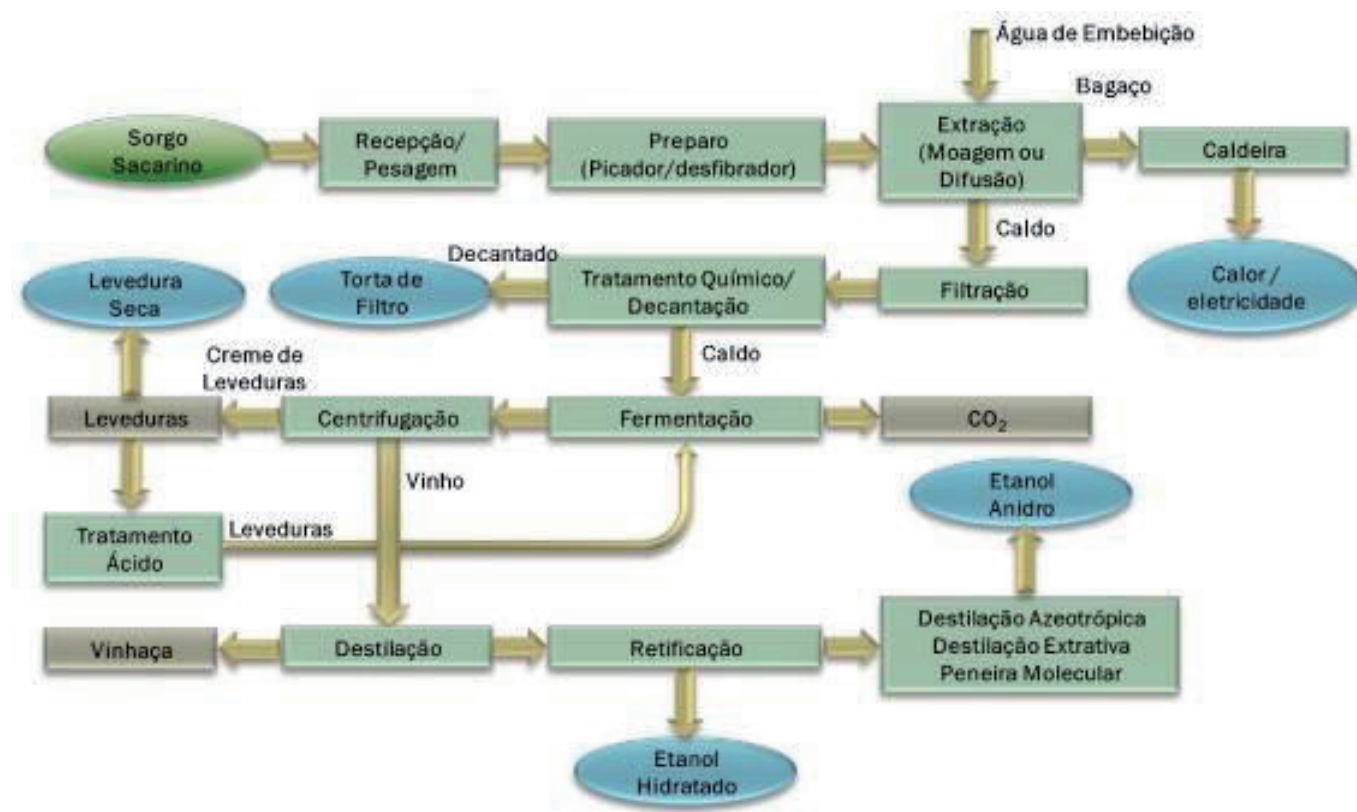 Água de Embebição
Bagaço
Sorgo
Sacarino
Recepção/
Pesagem
Preparo
(Picador/desfibrador)
Extração
(Moagem ou
Difusão)
Caldeira
Caldo
Decantado
Levedura
Seca
Torta de
Filtro
Tratamento Químico/
Decantação
Filtração
Calor /
eletricidade
Creme de
Leveduras
Caldo
Leveduras
Centrifugação
Fermentação
CO₂
Vinho
Etanol
Anidro
Tratamento
Ácido
Leveduras
Vinhaça
Destilação
Retificação
Destilação Azeotrópica
Destilação Extrativa
Peneira Molecular
Etanol
Hidratado